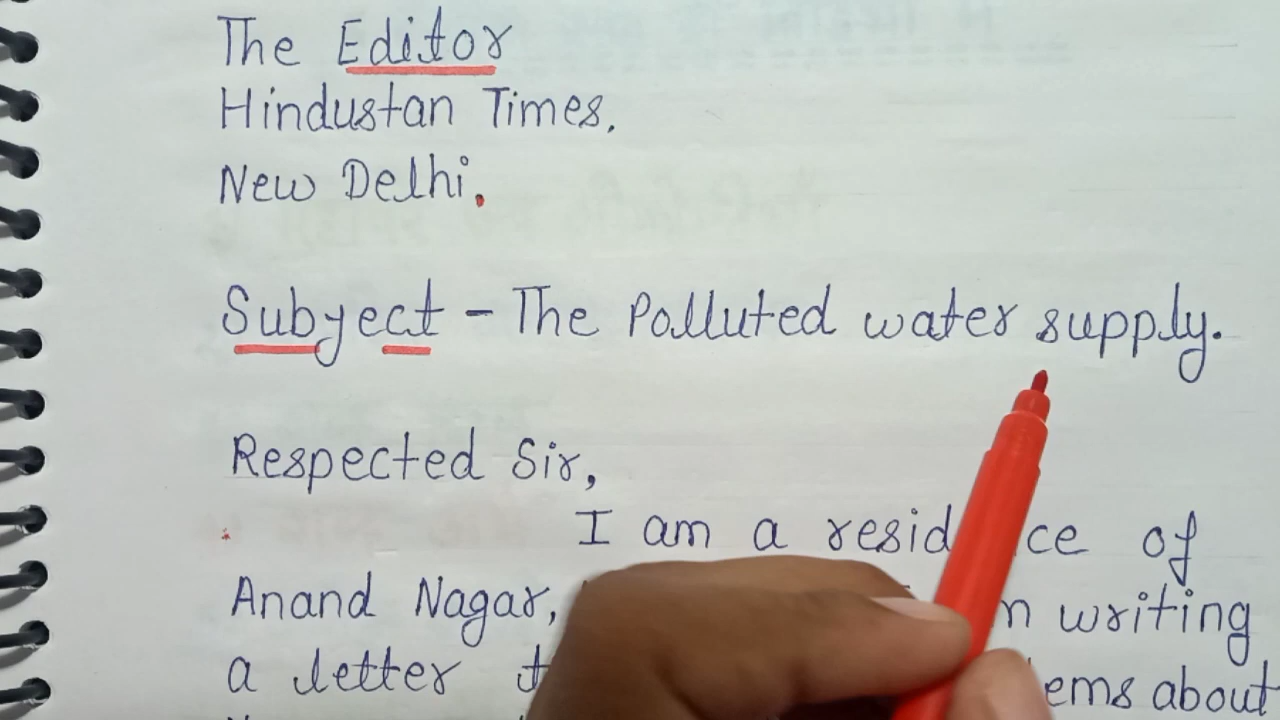 The Editor
Hindustan Times.
New Delhi.
Subject - The Polluted water supply.
Respected Sir,
I am a of
Anand Nagar, writing
a letter about